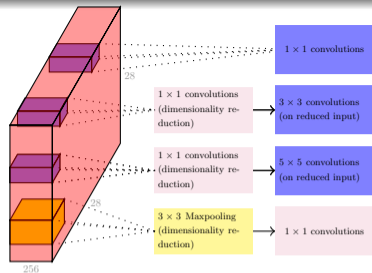 1 × 1 convolutions
28
1 × 1 convolutions
(dimensionality re-
duction)
3 × 3 convolutions
(on reduced input)
1 × 1 convolutions
(dimensionality re-
duction)
5 × 5 convolutions
(on reduced input)
28
3 × 3 Maxpooling
(dimensionality re-
duction)
1 × 1 convolutions
256